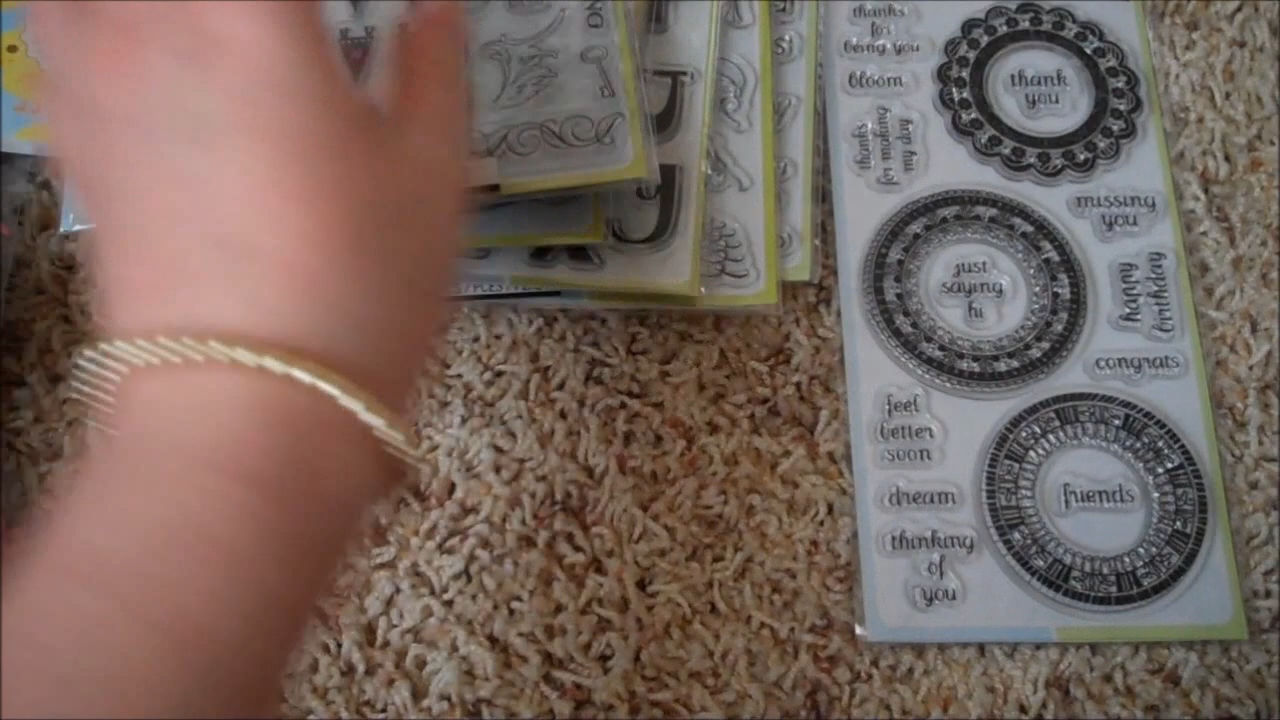 thanks
for
being you
bloom
thanks
for making
my day
thank
you
missing
you
just
saying
hi
happy
birthday
congrats
feel
better
soon
dream
friends
thinking
of
you